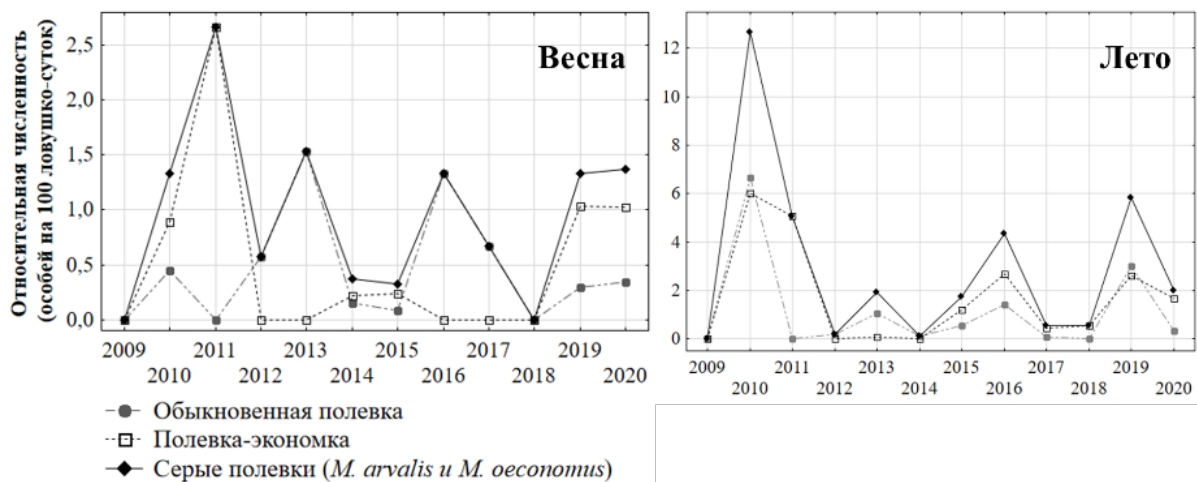 Относительная численность
(особей на 100 ловушко-суток)
Весна
2,5
2,0
1,5
1,0
0,5
0,0
2009 2011 2013 2015 2017 2019
2010 2012 2014 2016 2018 2020
Лето
12
10
8
6
4
2
0
2009 2011 2012 2013 2014 2015 2016 2017 2018 2019 2020
2010
Обыкновенная полевка
Полевка-экономка
Серые полевки (M. arvalis и M. oeconomus)